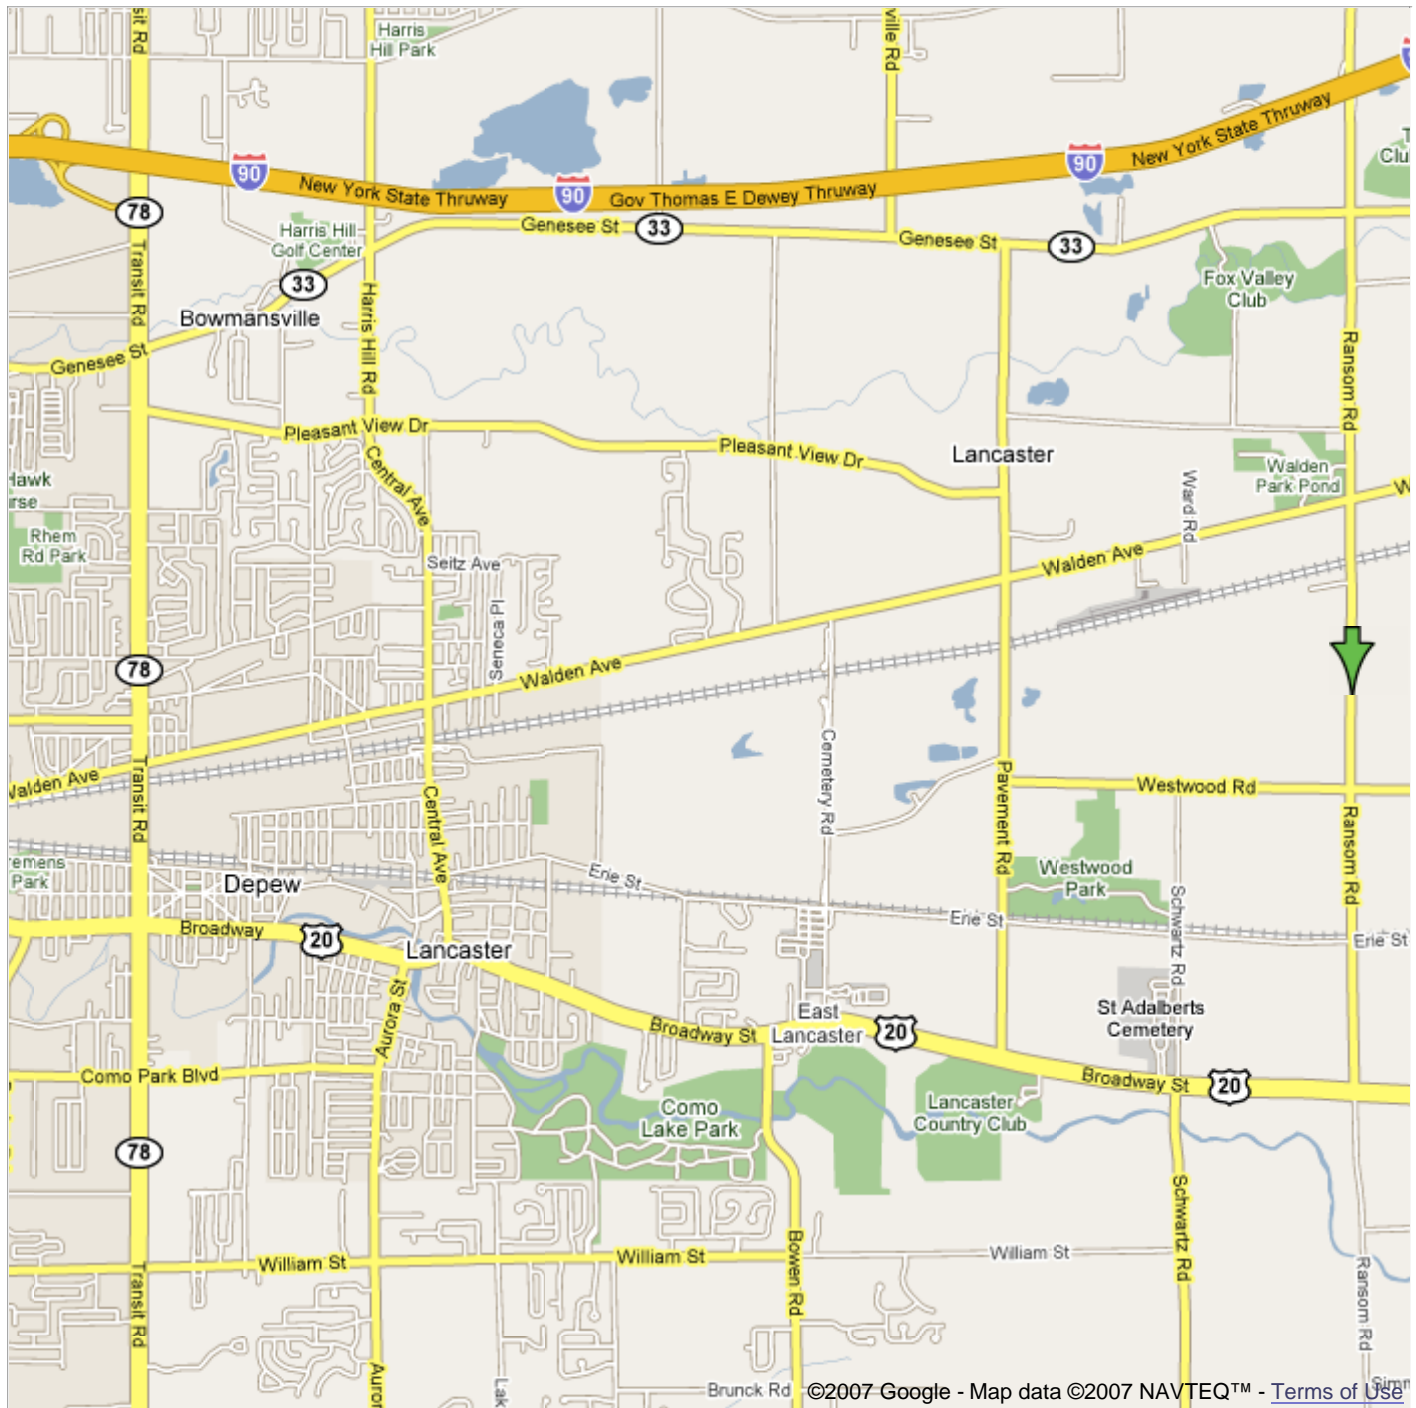 sit Rd
Harris
Hill Park
ville Rd
90
New York State Thruway
90
Gov Thomas E Dewey Thruway
90
New York State Thruway
78
Transit Rd
Harris Hill
Golf Center
Genesee St
33
Genesee St
33
33
Bowmansville
Fox Valley
Club
Genesee St
Harris Hill Rd
Ransom Rd
Pleasant View Dr
Pleasant View Dr
Lancaster
Central Ave
Walden
Park Pond
Ward Rd
Hawk
Rhem
Rd Park
Seitz Ave
Seneca Pl
Walden Ave
78
Walden Ave
Walden Ave
Transit Rd
Central Ave
Cemetery Rd
Pavement Rd
Westwood Rd
Ransom Rd
Westwood
Park
Depew
Erie St
Erie St
Erie St
Schwartz Rd
Broadway
20
Lancaster
Aurora St
St Adalberts
Cemetery
East
Lancaster
Broadway St
20
Como Park Blvd
Broadway St
20
Como
Lake Park
Lancaster
Country Club
78
Schwartz Rd
William St
William St
William St
Bowen Rd
Transit Rd
Ransom Rd
Auror
Lak
Brunck Rd
©2007 Google - Map data ©2007 NAVTEQ™ - Terms of Use